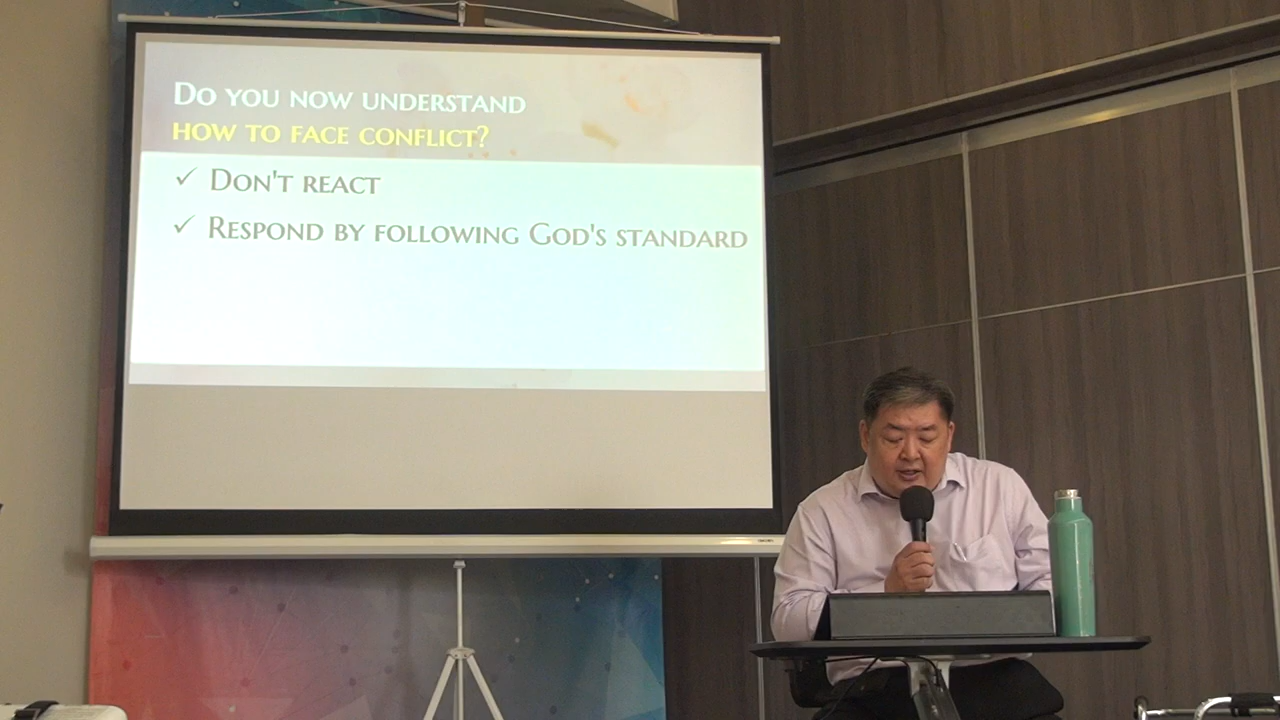 Do you now understand
how to face conflict?
✓ Don't react
✓ Respond by following God's standard